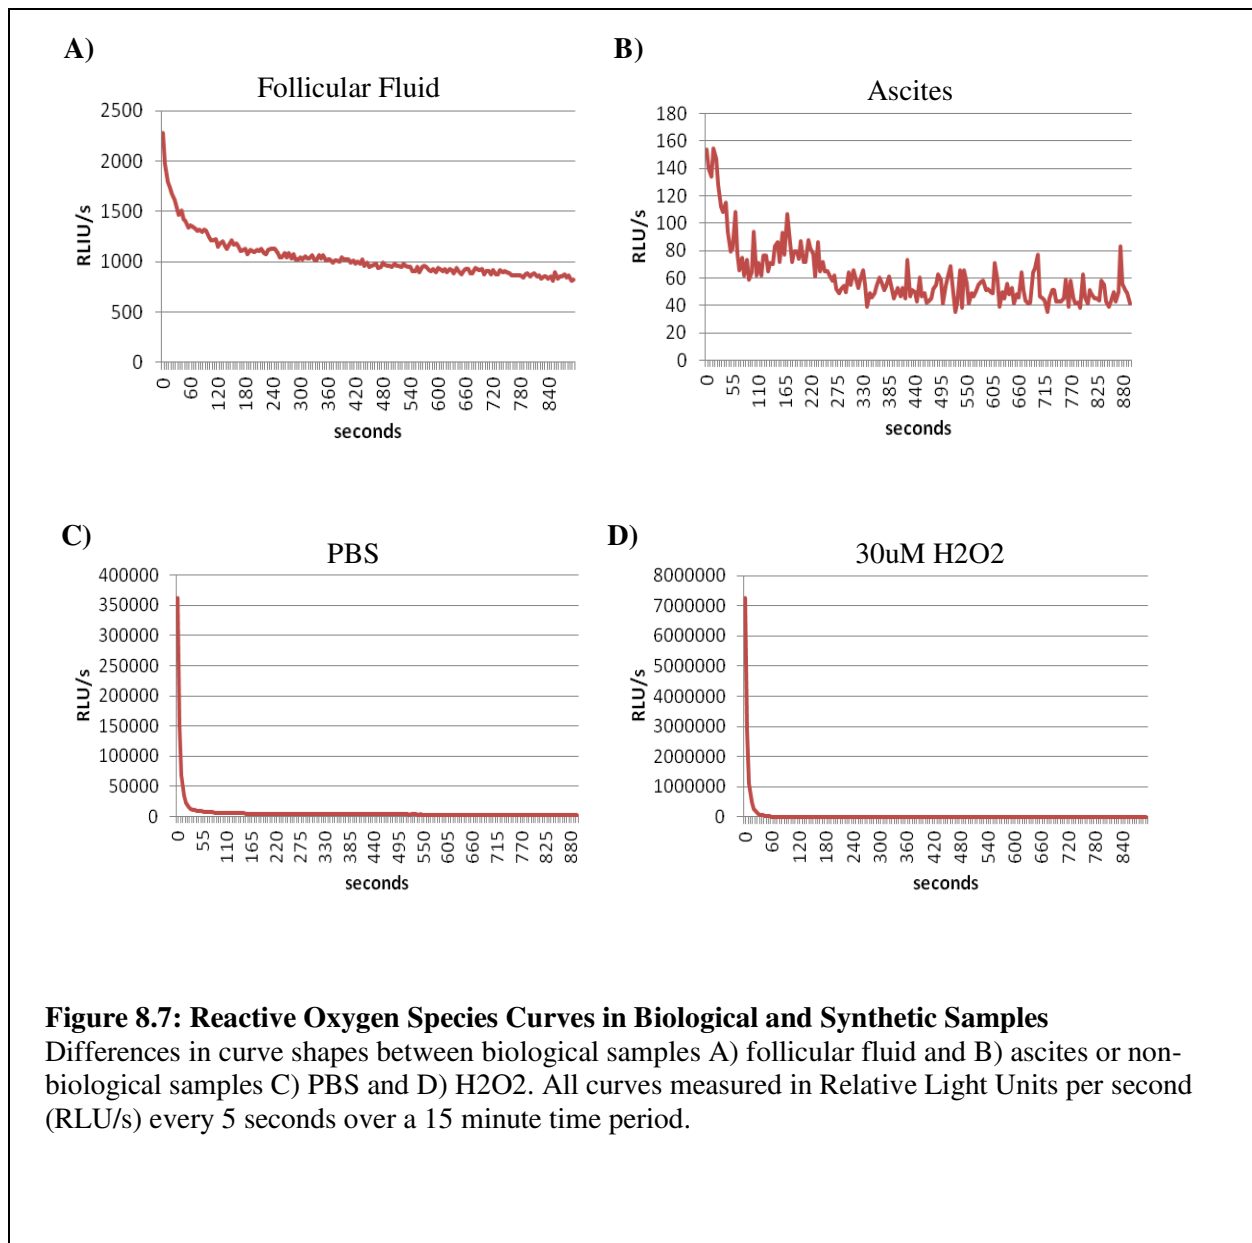 A)
Follicular Fluid
2500
2000
1500
1000
500
0
RLIU/s
0 60 120 180 240 300 360 420 480 540 600 660 720 780 840
seconds
B)
Ascites
180
160
140
120
100
80
60
40
20
0
RLU/s
0 55 110 165 220 275 330 385 440 495 550 605 660 715 770 825 880
seconds
C)
PBS
400000
350000
300000
250000
200000
150000
100000
50000
0
RLU/s
0 55 110 165 220 275 330 385 440 495 550 605 660 715 770 825 880
seconds
D)
30uM H2O2
8000000
7000000
6000000
5000000
4000000
3000000
2000000
1000000
0
RLU/s
0 60 120 180 240 300 360 420 480 540 600 660 720 780 840
seconds
Figure 8.7: Reactive Oxygen Species Curves in Biological and Synthetic Samples
Differences in curve shapes between biological samples A) follicular fluid and B) ascites or non-
biological samples C) PBS and D) H2O2. All curves measured in Relative Light Units per second
(RLU/s) every 5 seconds over a 15 minute time period.